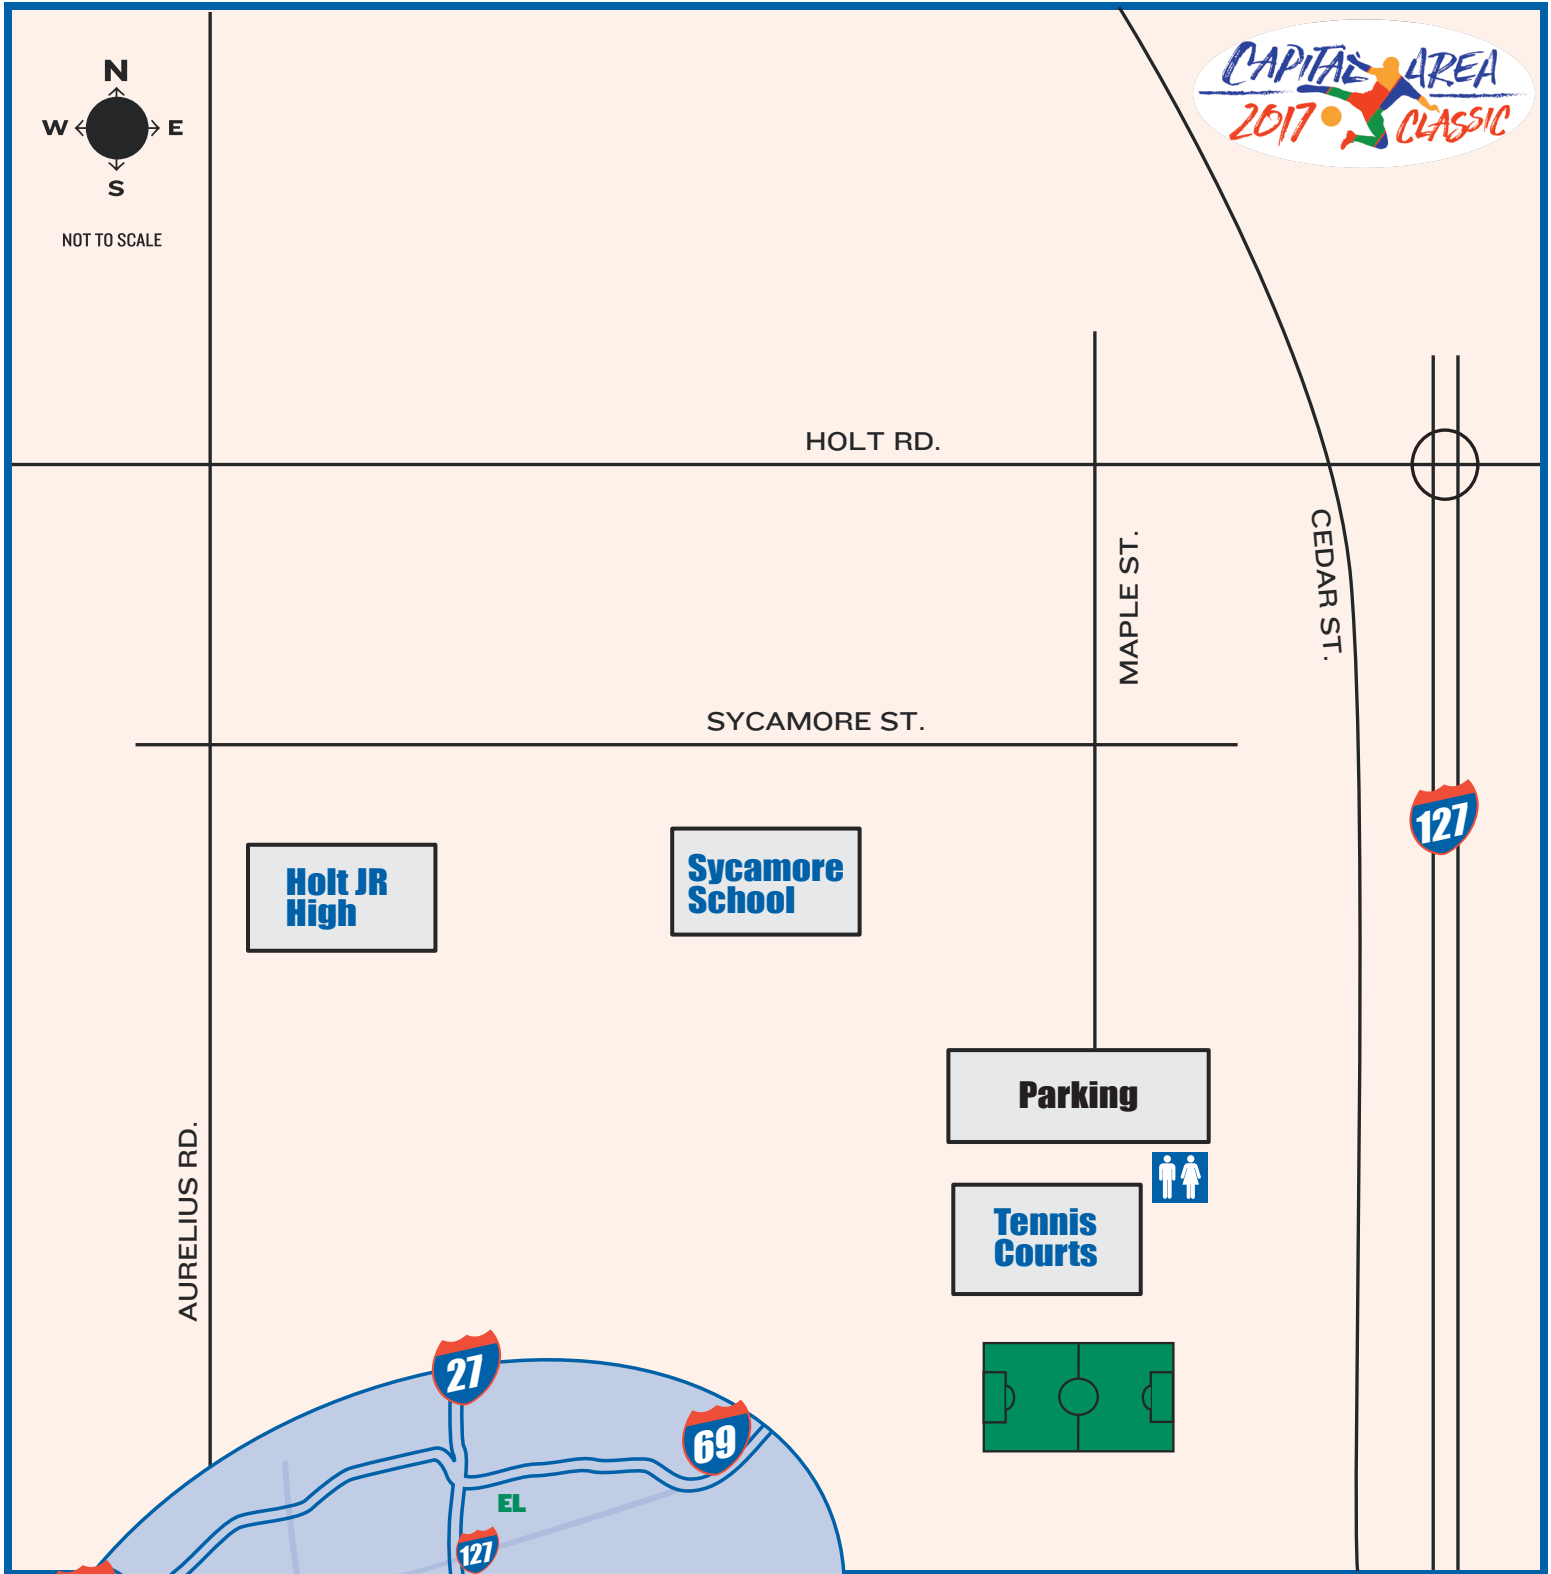 N
W E
S
NOT TO SCALE
CAPITAL AREA
2017 CLASSIC
HOLT RD.
MAPLE ST.
CEDAR ST.
SYCAMORE ST.
127
Holt JR
High
Sycamore
School
Parking
AURELIUS RD.
Tennis
Courts
27
69
EL
127